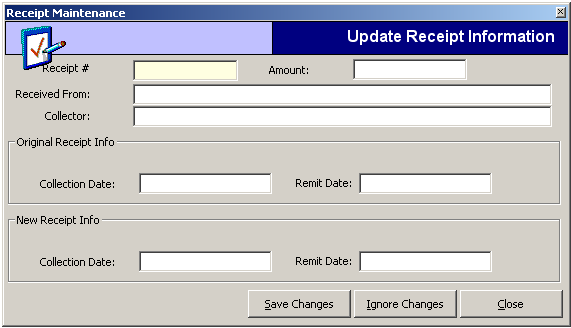 Receipt Maintenance
Update Receipt Information
Receipt # Amount:
Received From:
Collector:
Original Receipt Info
Collection Date: Remit Date:
New Receipt Info
Collection Date: Remit Date:
Save Changes Ignore Changes Close